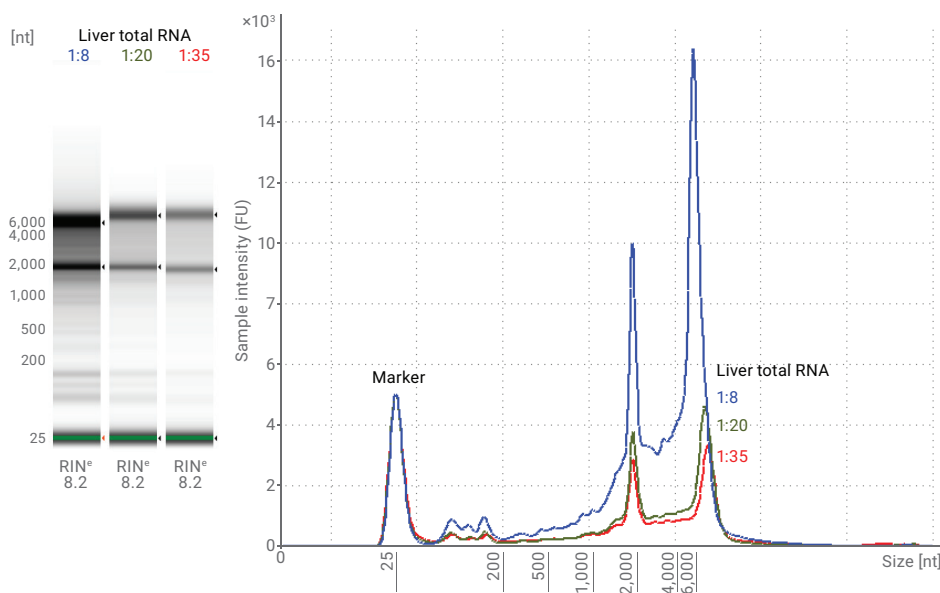 [nt]
Liver total RNA
1:8 1:20 1:35
6,000
4,000
2,000
1,000
500
200
25
RINᵉ RINᵉ RINᵉ
8.2 8.2 8.2
×10³
16
14
12
10
7
6
4
2
0
Sample intensity (FU)
Marker
Liver total RNA
1:8
1:20
1:35
0 25 200 500 1,000 2,000 4,000 6,000
Size [nt]